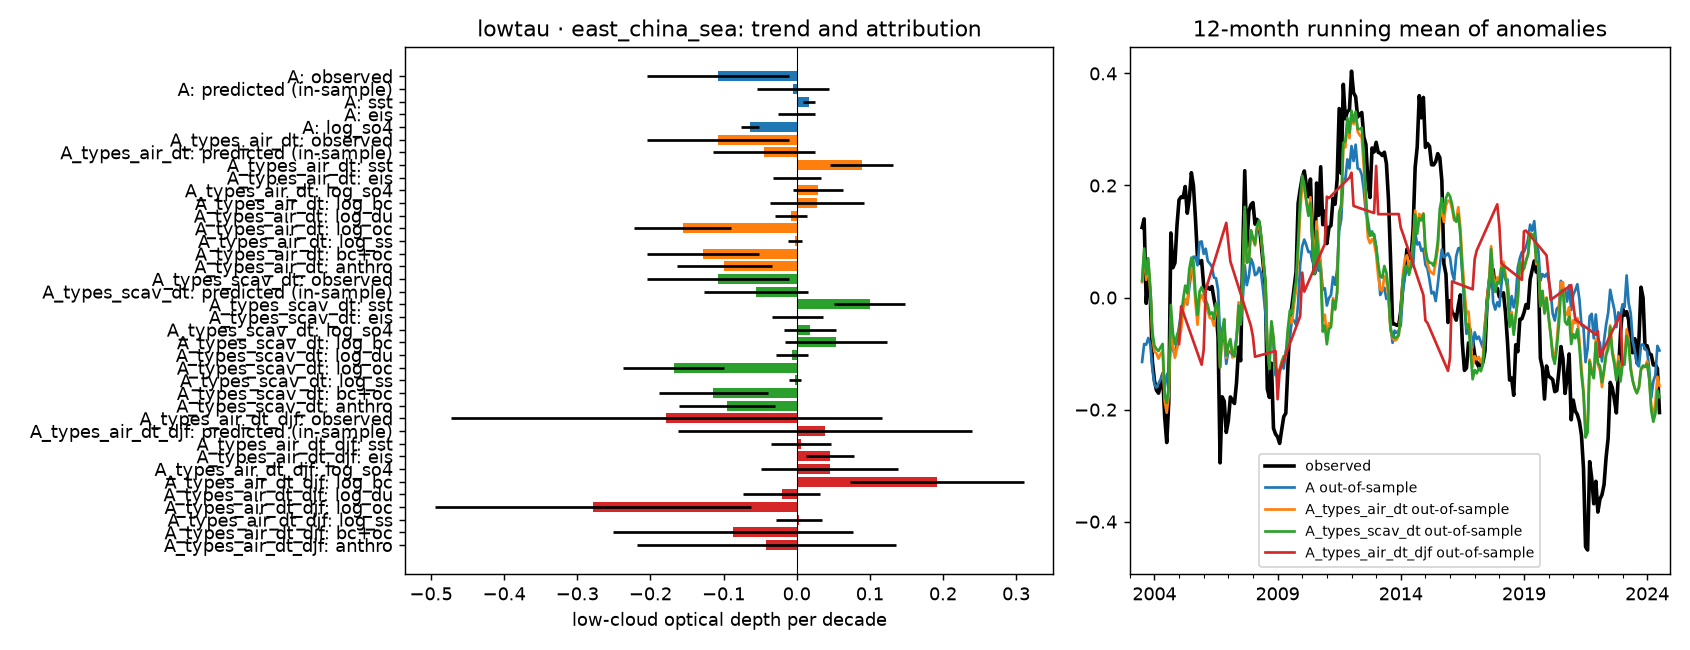 lowtau · east_china_sea: trend and attribution
A: observed
A: predicted (in-sample)
A: sst
A: eis
A: log_so4
A_types_air_dt: observed
A_types_air_dt: predicted (in-sample)
A_types_air_dt: sst
A_types_air_dt: eis
A_types_air_dt: log_so4
A_types_air_dt: log_bc
A_types_air_dt: log_du
A_types_air_dt: log_oc
A_types_air_dt: log_ss
A_types_air_dt: bc+oc
A_types_air_dt: anthro
A_types_scav_dt: observed
A_types_scav_dt: predicted (in-sample)
A_types_scav_dt: sst
A_types_scav_dt: eis
A_types_scav_dt: log_so4
A_types_scav_dt: log_bc
A_types_scav_dt: log_du
A_types_scav_dt: log_oc
A_types_scav_dt: log_ss
A_types_scav_dt: bc+oc
A_types_scav_dt: anthro
A_types_air_dt_djf: observed
A_types_air_dt_djf: predicted (in-sample)
A_types_air_dt_djf: sst
A_types_air_dt_djf: eis
A_types_air_dt_djf: log_so4
A_types_air_dt_djf: log_bc
A_types_air_dt_djf: log_du
A_types_air_dt_djf: log_oc
A_types_air_dt_djf: log_ss
A_types_air_dt_djf: bc+oc
A_types_air_dt_djf: anthro
−0.5 −0.4 −0.3 −0.2 −0.1 0.0 0.1 0.2 0.3
low-cloud optical depth per decade
12-month running mean of anomalies
0.4
0.2
0.0
−0.2
−0.4
observed
A out-of-sample
A_types_air_dt out-of-sample
A_types_scav_dt out-of-sample
A_types_air_dt_djf out-of-sample
2004 2009 2014 2019 2024